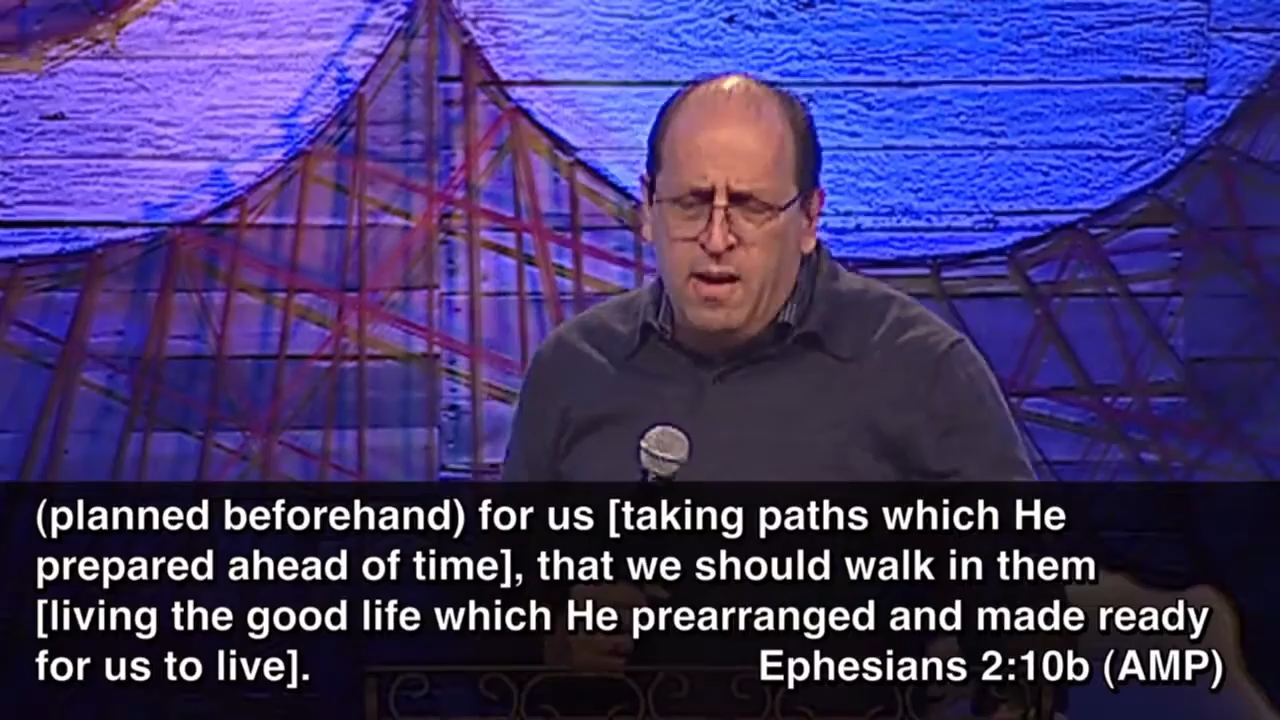 (planned beforehand) for us [taking paths which He
prepared ahead of time], that we should walk in them
[living the good life which He prearranged and made ready
for us to live]. Ephesians 2:10b (AMP)